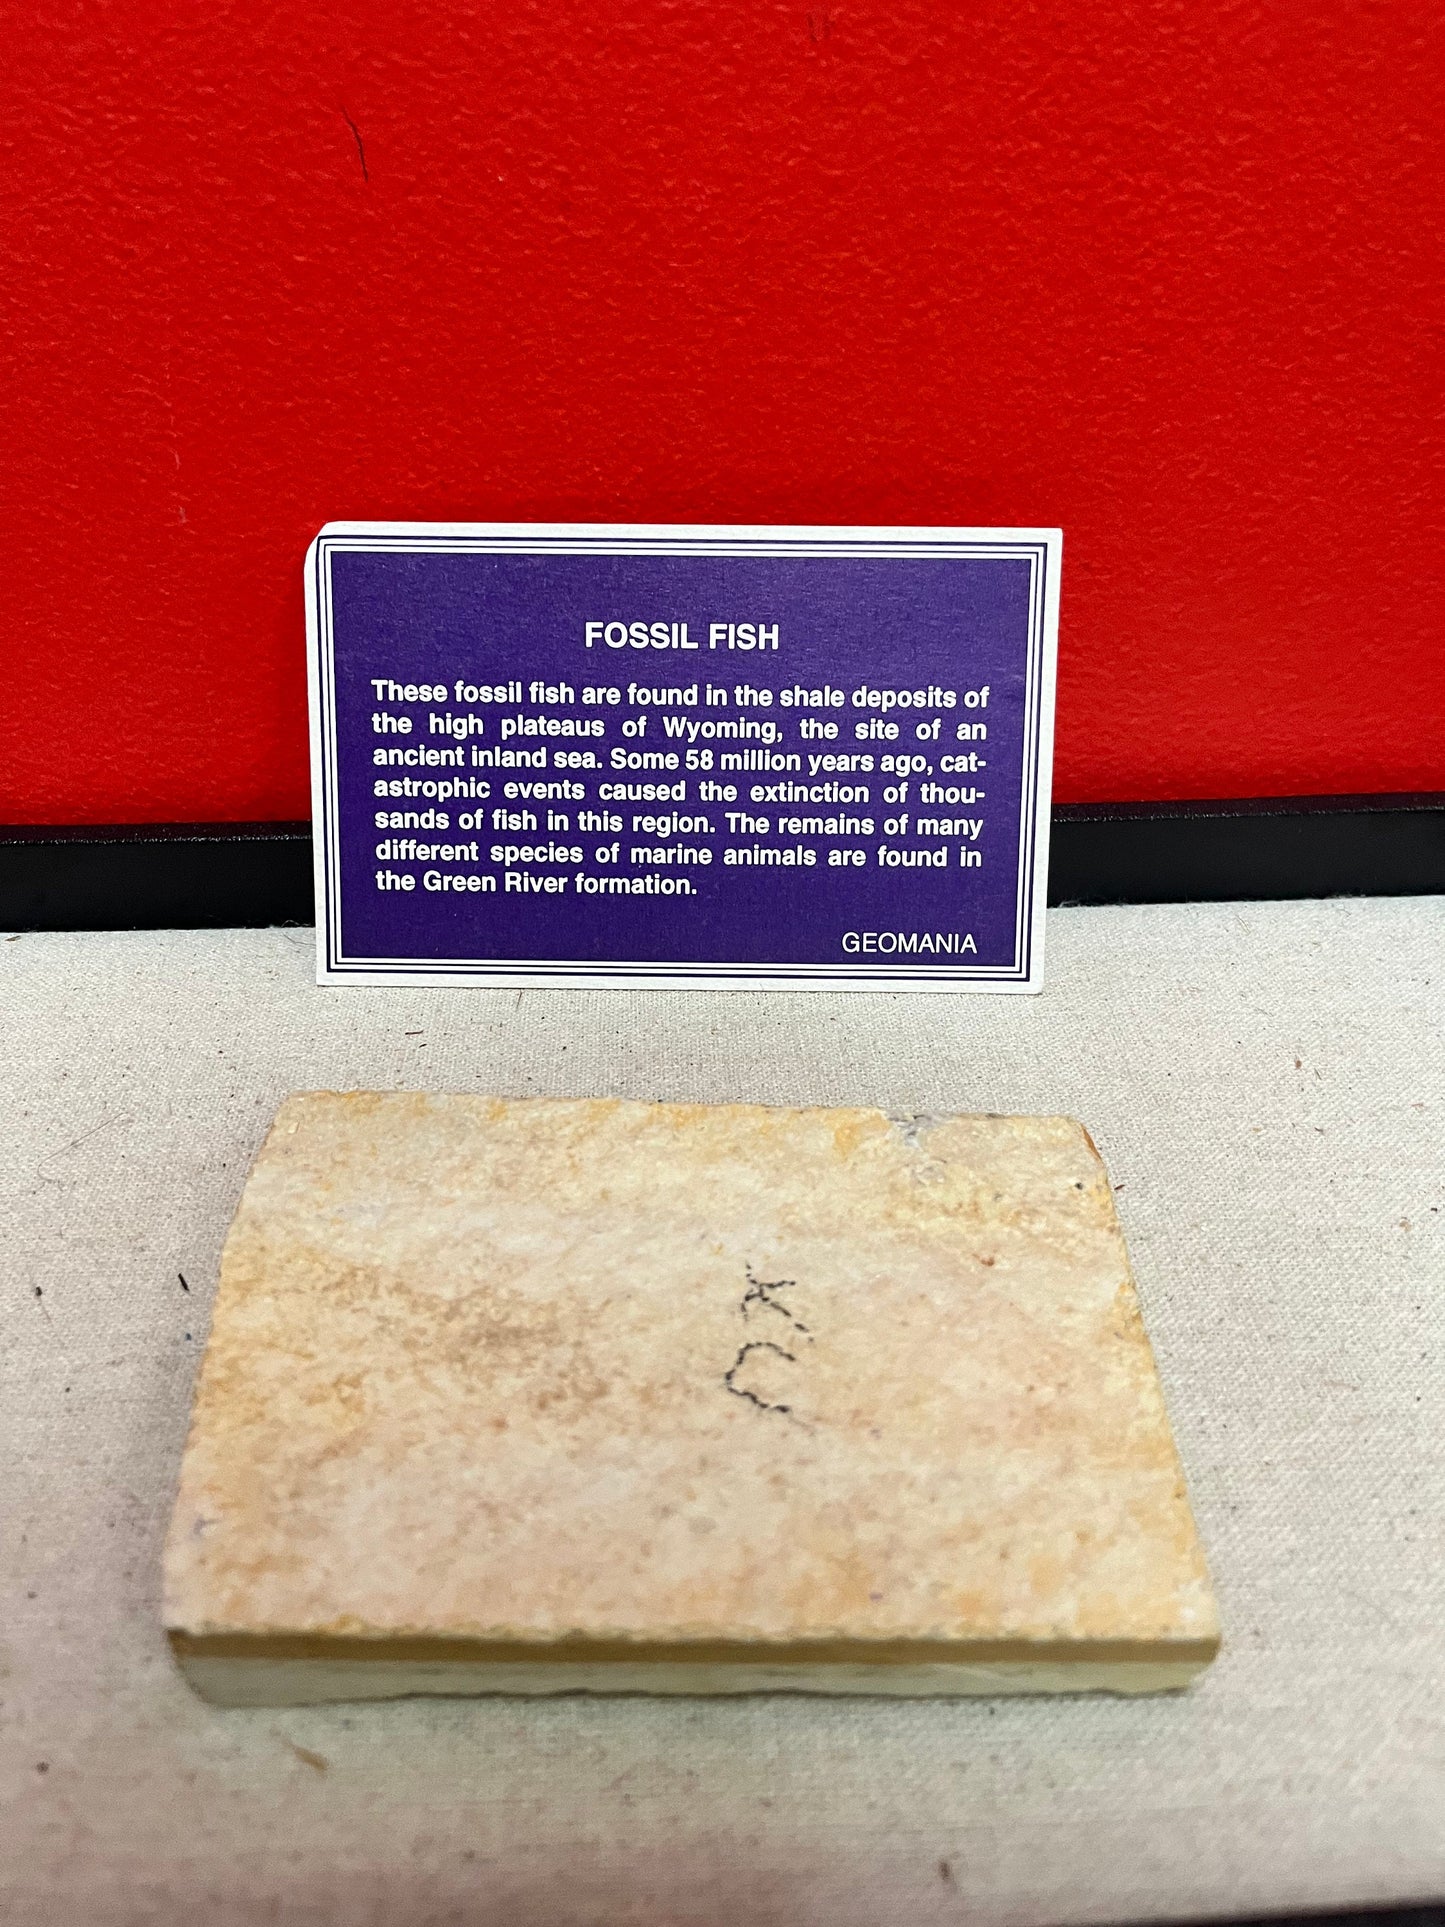 FOSSIL FISH
These fossil fish are found in the shale deposits of
the high plateaus of Wyoming, the site of an
ancient inland sea. Some 58 million years ago, cat-
astrophic events caused the extinction of thou-
sands of fish in this region. The remains of many
different species of marine animals are found in
the Green River formation.
GEOMANIA